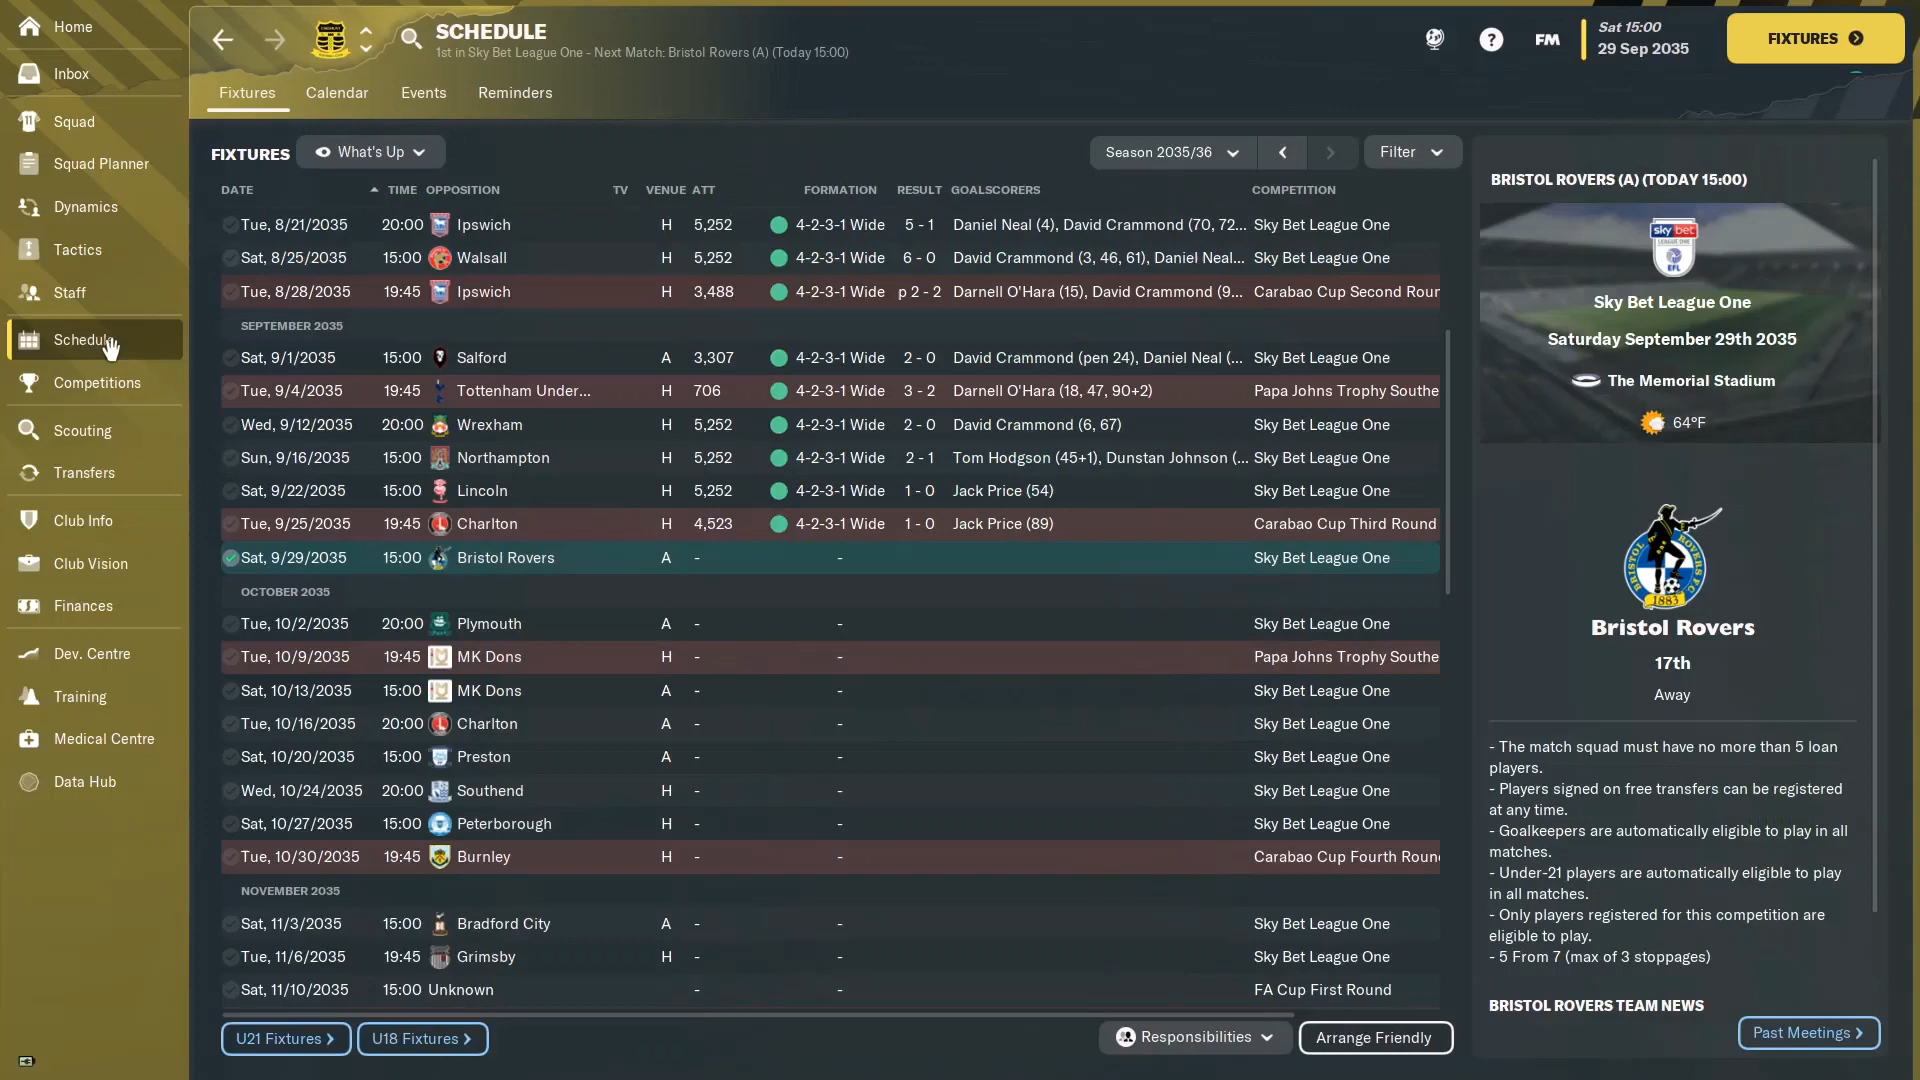 Home
Inbox
Squad
Squad Planner
Dynamics
Tactics
Staff
Schedule
Competitions
Scouting
Transfers
Club Info
Club Vision
Finances
Dev. Centre
Training
Medical Centre
Data Hub
SCHEDULE
1st in Sky Bet League One - Next Match: Bristol Rovers (A) (Today 15:00)
FM
Sat 15:00
29 Sep 2035
FIXTURES
Fixtures Calendar Events Reminders
FIXTURES What's Up Season 2035/36 Filter
DATE TIME OPPOSITION TV VENUE ATT FORMATION RESULT GOALSCORERS COMPETITION
Tue, 8/21/2035 20:00 Ipswich H 5,252 4-2-3-1 Wide 5 - 1 Daniel Neal (4), David Crammond (70, 72... Sky Bet League One
Sat, 8/25/2035 15:00 Walsall H 5,252 4-2-3-1 Wide 6 - 0 David Crammond (3, 46, 61), Daniel Neal... Sky Bet League One
Tue, 8/28/2035 19:45 Ipswich H 3,488 4-2-3-1 Wide p 2 - 2 Darnell O'Hara (15), David Crammond (9... Carabao Cup Second Roun
SEPTEMBER 2035
Sat, 9/1/2035 15:00 Salford A 3,307 4-2-3-1 Wide 2 - 0 David Crammond (pen 24), Daniel Neal (... Sky Bet League One
Tue, 9/4/2035 19:45 Tottenham Under... H 706 4-2-3-1 Wide 3 - 2 Darnell O'Hara (18, 47, 90+2) Papa Johns Trophy Southe
Wed, 9/12/2035 20:00 Wrexham H 5,252 4-2-3-1 Wide 2 - 0 David Crammond (6, 67) Sky Bet League One
Sun, 9/16/2035 15:00 Northampton H 5,252 4-2-3-1 Wide 2 - 1 Tom Hodgson (45+1), Dunstan Johnson (... Sky Bet League One
Sat, 9/22/2035 15:00 Lincoln H 5,252 4-2-3-1 Wide 1 - 0 Jack Price (54) Sky Bet League One
Tue, 9/25/2035 19:45 Charlton H 4,523 4-2-3-1 Wide 1 - 0 Jack Price (89) Carabao Cup Third Round
Sat, 9/29/2035 15:00 Bristol Rovers A - - Sky Bet League One
OCTOBER 2035
Tue, 10/2/2035 20:00 Plymouth A - - Sky Bet League One
Tue, 10/9/2035 19:45 MK Dons H - - Papa Johns Trophy Southe
Sat, 10/13/2035 15:00 MK Dons A - - Sky Bet League One
Tue, 10/16/2035 20:00 Charlton A - - Sky Bet League One
Sat, 10/20/2035 15:00 Preston A - - Sky Bet League One
Wed, 10/24/2035 20:00 Southend H - - Sky Bet League One
Sat, 10/27/2035 15:00 Peterborough H - - Sky Bet League One
Tue, 10/30/2035 19:45 Burnley H - - Carabao Cup Fourth Roun
NOVEMBER 2035
Sat, 11/3/2035 15:00 Bradford City A - - Sky Bet League One
Tue, 11/6/2035 19:45 Grimsby H - - Sky Bet League One
Sat, 11/10/2035 15:00 Unknown - - FA Cup First Round
U21 Fixtures U18 Fixtures Responsibilities Arrange Friendly
BRISTOL ROVERS (A) (TODAY 15:00)
sky bet
LEAGUE ONE
EFL
Sky Bet League One
Saturday September 29th 2035
The Memorial Stadium
64°F
BRISTOL ROVERS F.C
1883
Bristol Rovers
17th
Away
- The match squad must have no more than 5 loan
players.
- Players signed on free transfers can be registered
at any time.
- Goalkeepers are automatically eligible to play in all
matches.
- Under-21 players are automatically eligible to play
in all matches.
- Only players registered for this competition are
eligible to play.
- 5 From 7 (max of 3 stoppages)
BRISTOL ROVERS TEAM NEWS
Past Meetings